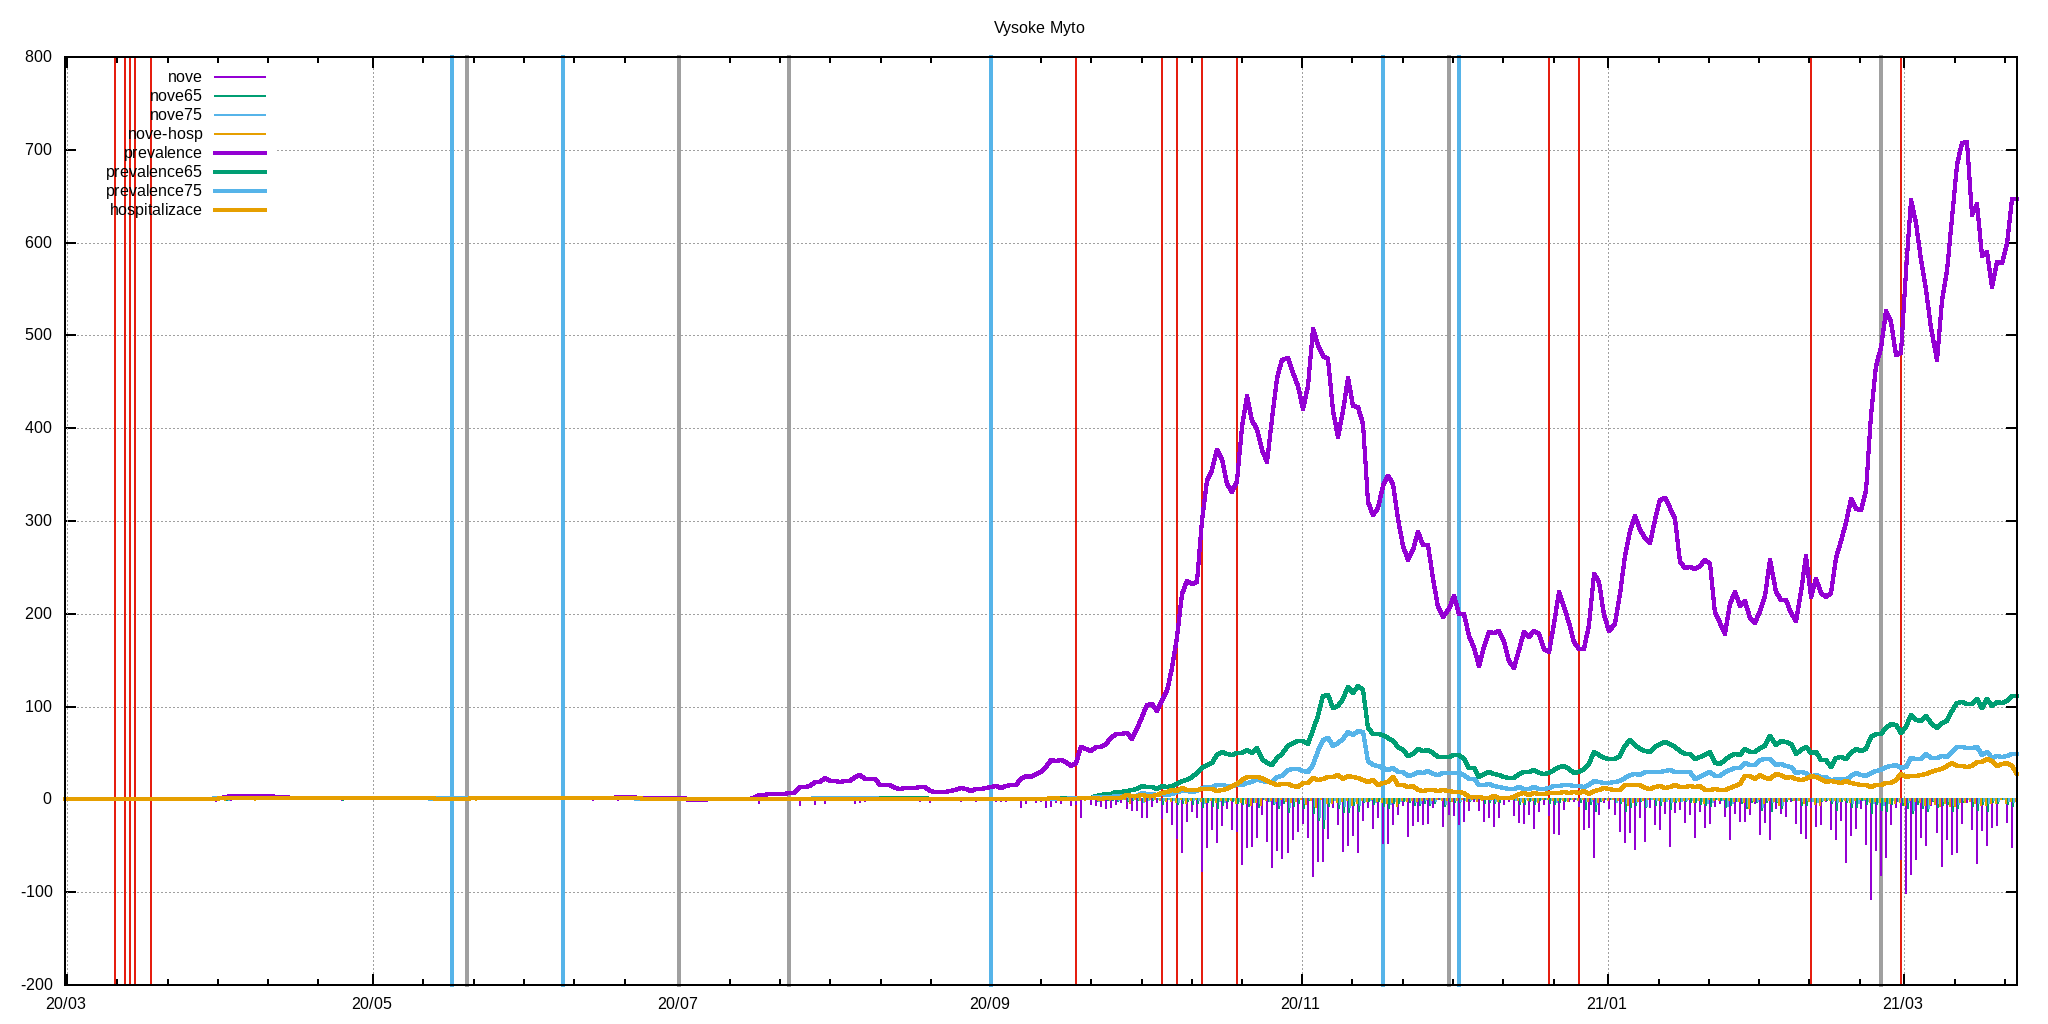 Vysoke Myto
800
700
600
500
400
300
200
100
0
-100
-200
nove
nove65
nove75
nove-hosp
prevalence
prevalence65
prevalence75
hospitalizace
20/03 20/05 20/07 20/09 20/11 21/01 21/03